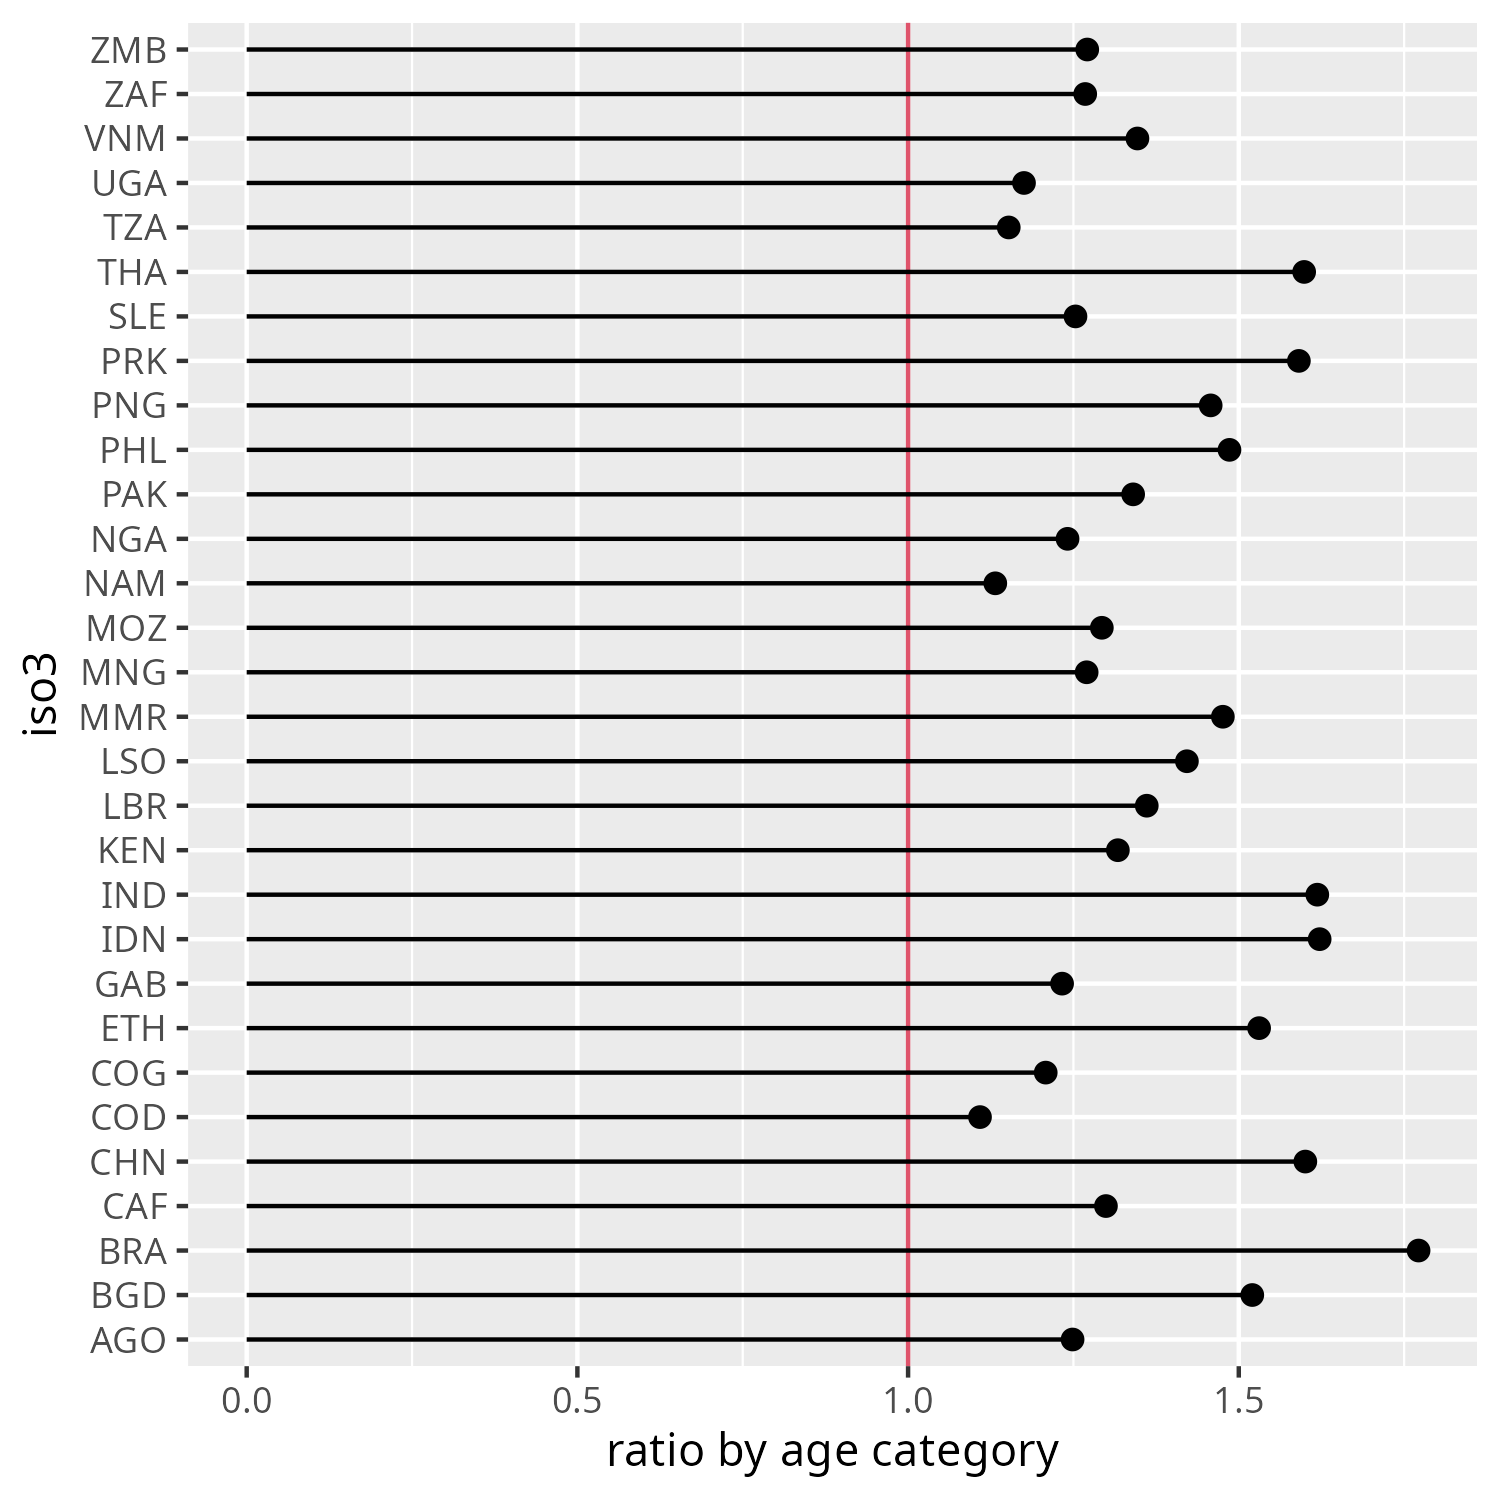 ZMB
ZAF
VNM
UGA
TZA
THA
SLE
PRK
PNG
PHL
PAK
NGA
NAM
MOZ
MNG
MMR
LSO
LBR
KEN
IND
IDN
GAB
ETH
COG
COD
CHN
CAF
BRA
BGD
AGO
iso3
0.0 0.5 1.0 1.5
ratio by age category